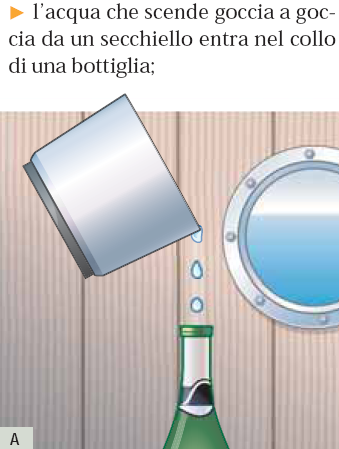 ▶ l'acqua che scende goccia a goc-
cia da un secchiello entra nel collo
di una bottiglia;
A